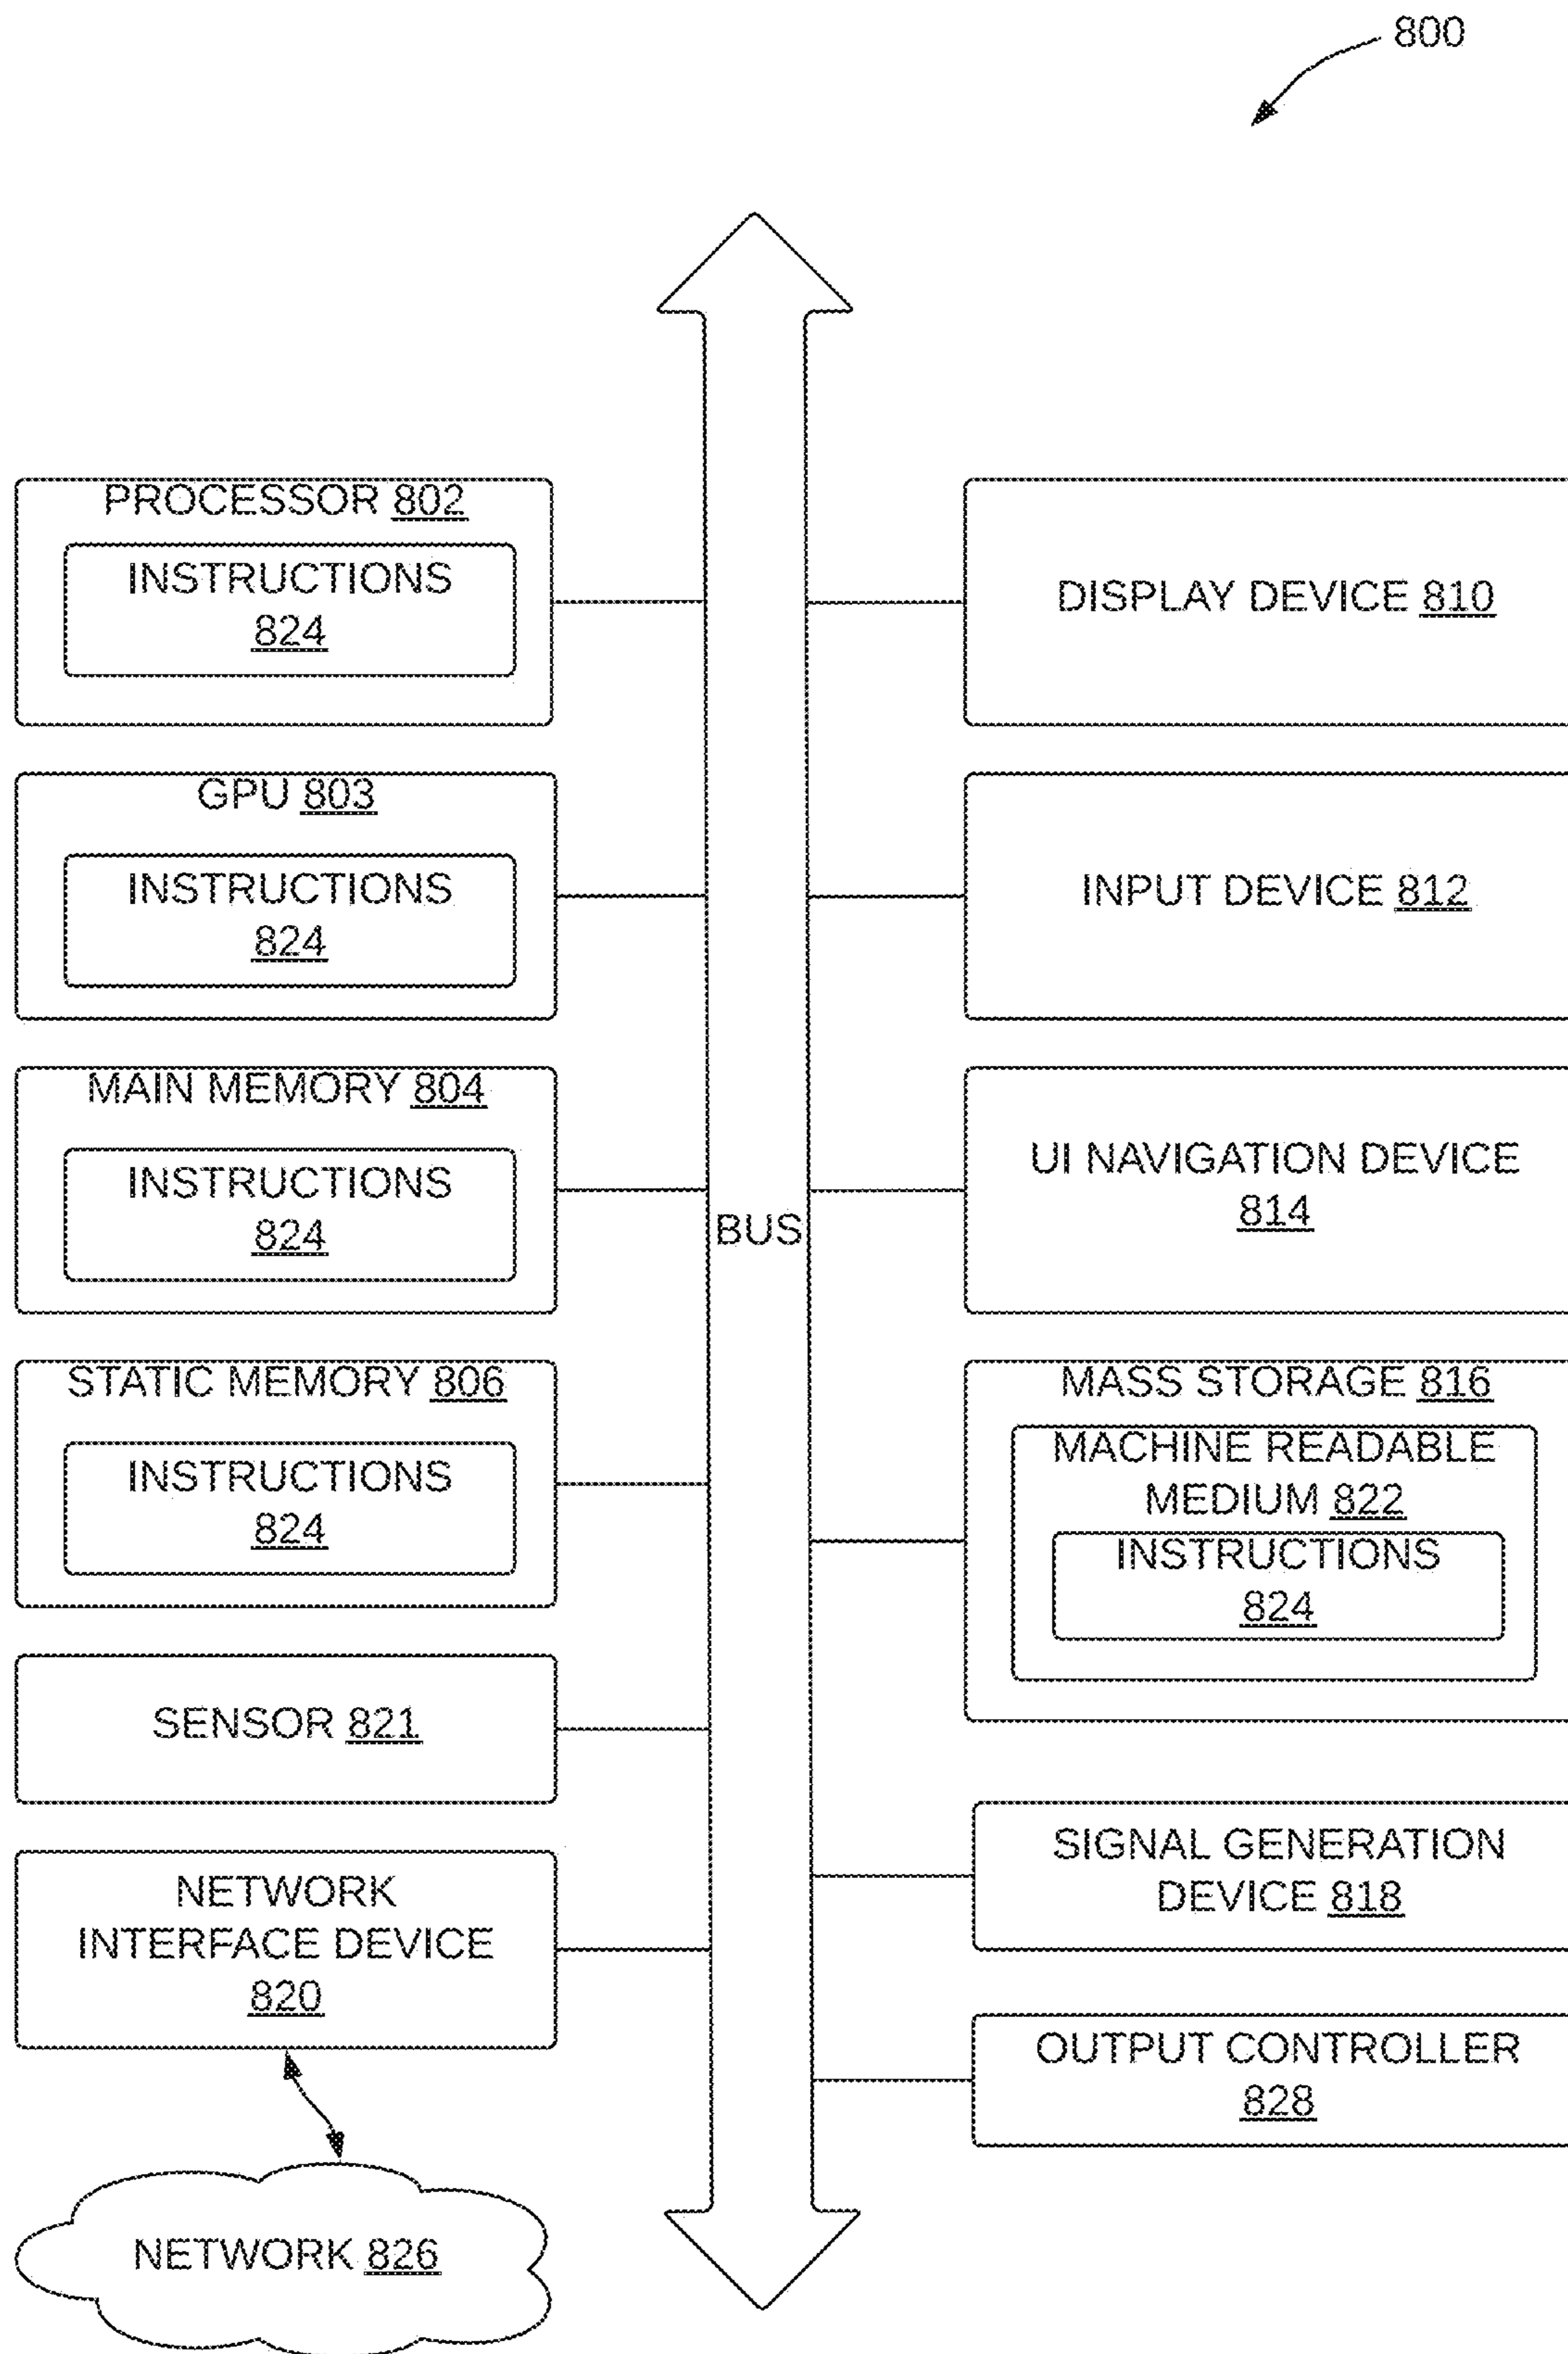 800
PROCESSOR 802
INSTRUCTIONS
824
GPU 803
INSTRUCTIONS
824
MAIN MEMORY 804
INSTRUCTIONS
824
STATIC MEMORY 806
INSTRUCTIONS
824
SENSOR 821
NETWORK
INTERFACE DEVICE
820
NETWORK 826
BUS
DISPLAY DEVICE 810
INPUT DEVICE 812
UI NAVIGATION DEVICE
814
MASS STORAGE 816
MACHINE READABLE
MEDIUM 822
INSTRUCTIONS
824
SIGNAL GENERATION
DEVICE 818
OUTPUT CONTROLLER
828